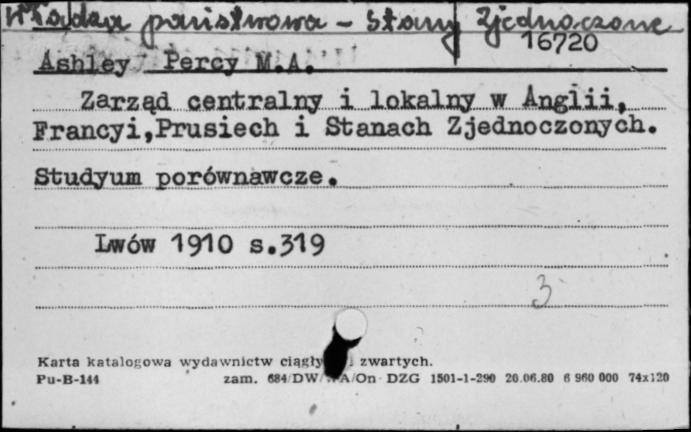 Władza państwowa - Stany Zjednoczone
16720
Ashley Percy M.A.
Zarząd centralny i lokalny w Anglii,
Francyi,Prusiech i Stanach Zjednoczonych.
Studyum porównawcze.
Lwów 1910 s.319
3
Karta katalogowa wydawnictw zwartych.
Pu-B-144 zam. 684/DW/ /On DZG 1501-1-290 20.06.80 6 960 000 74x120